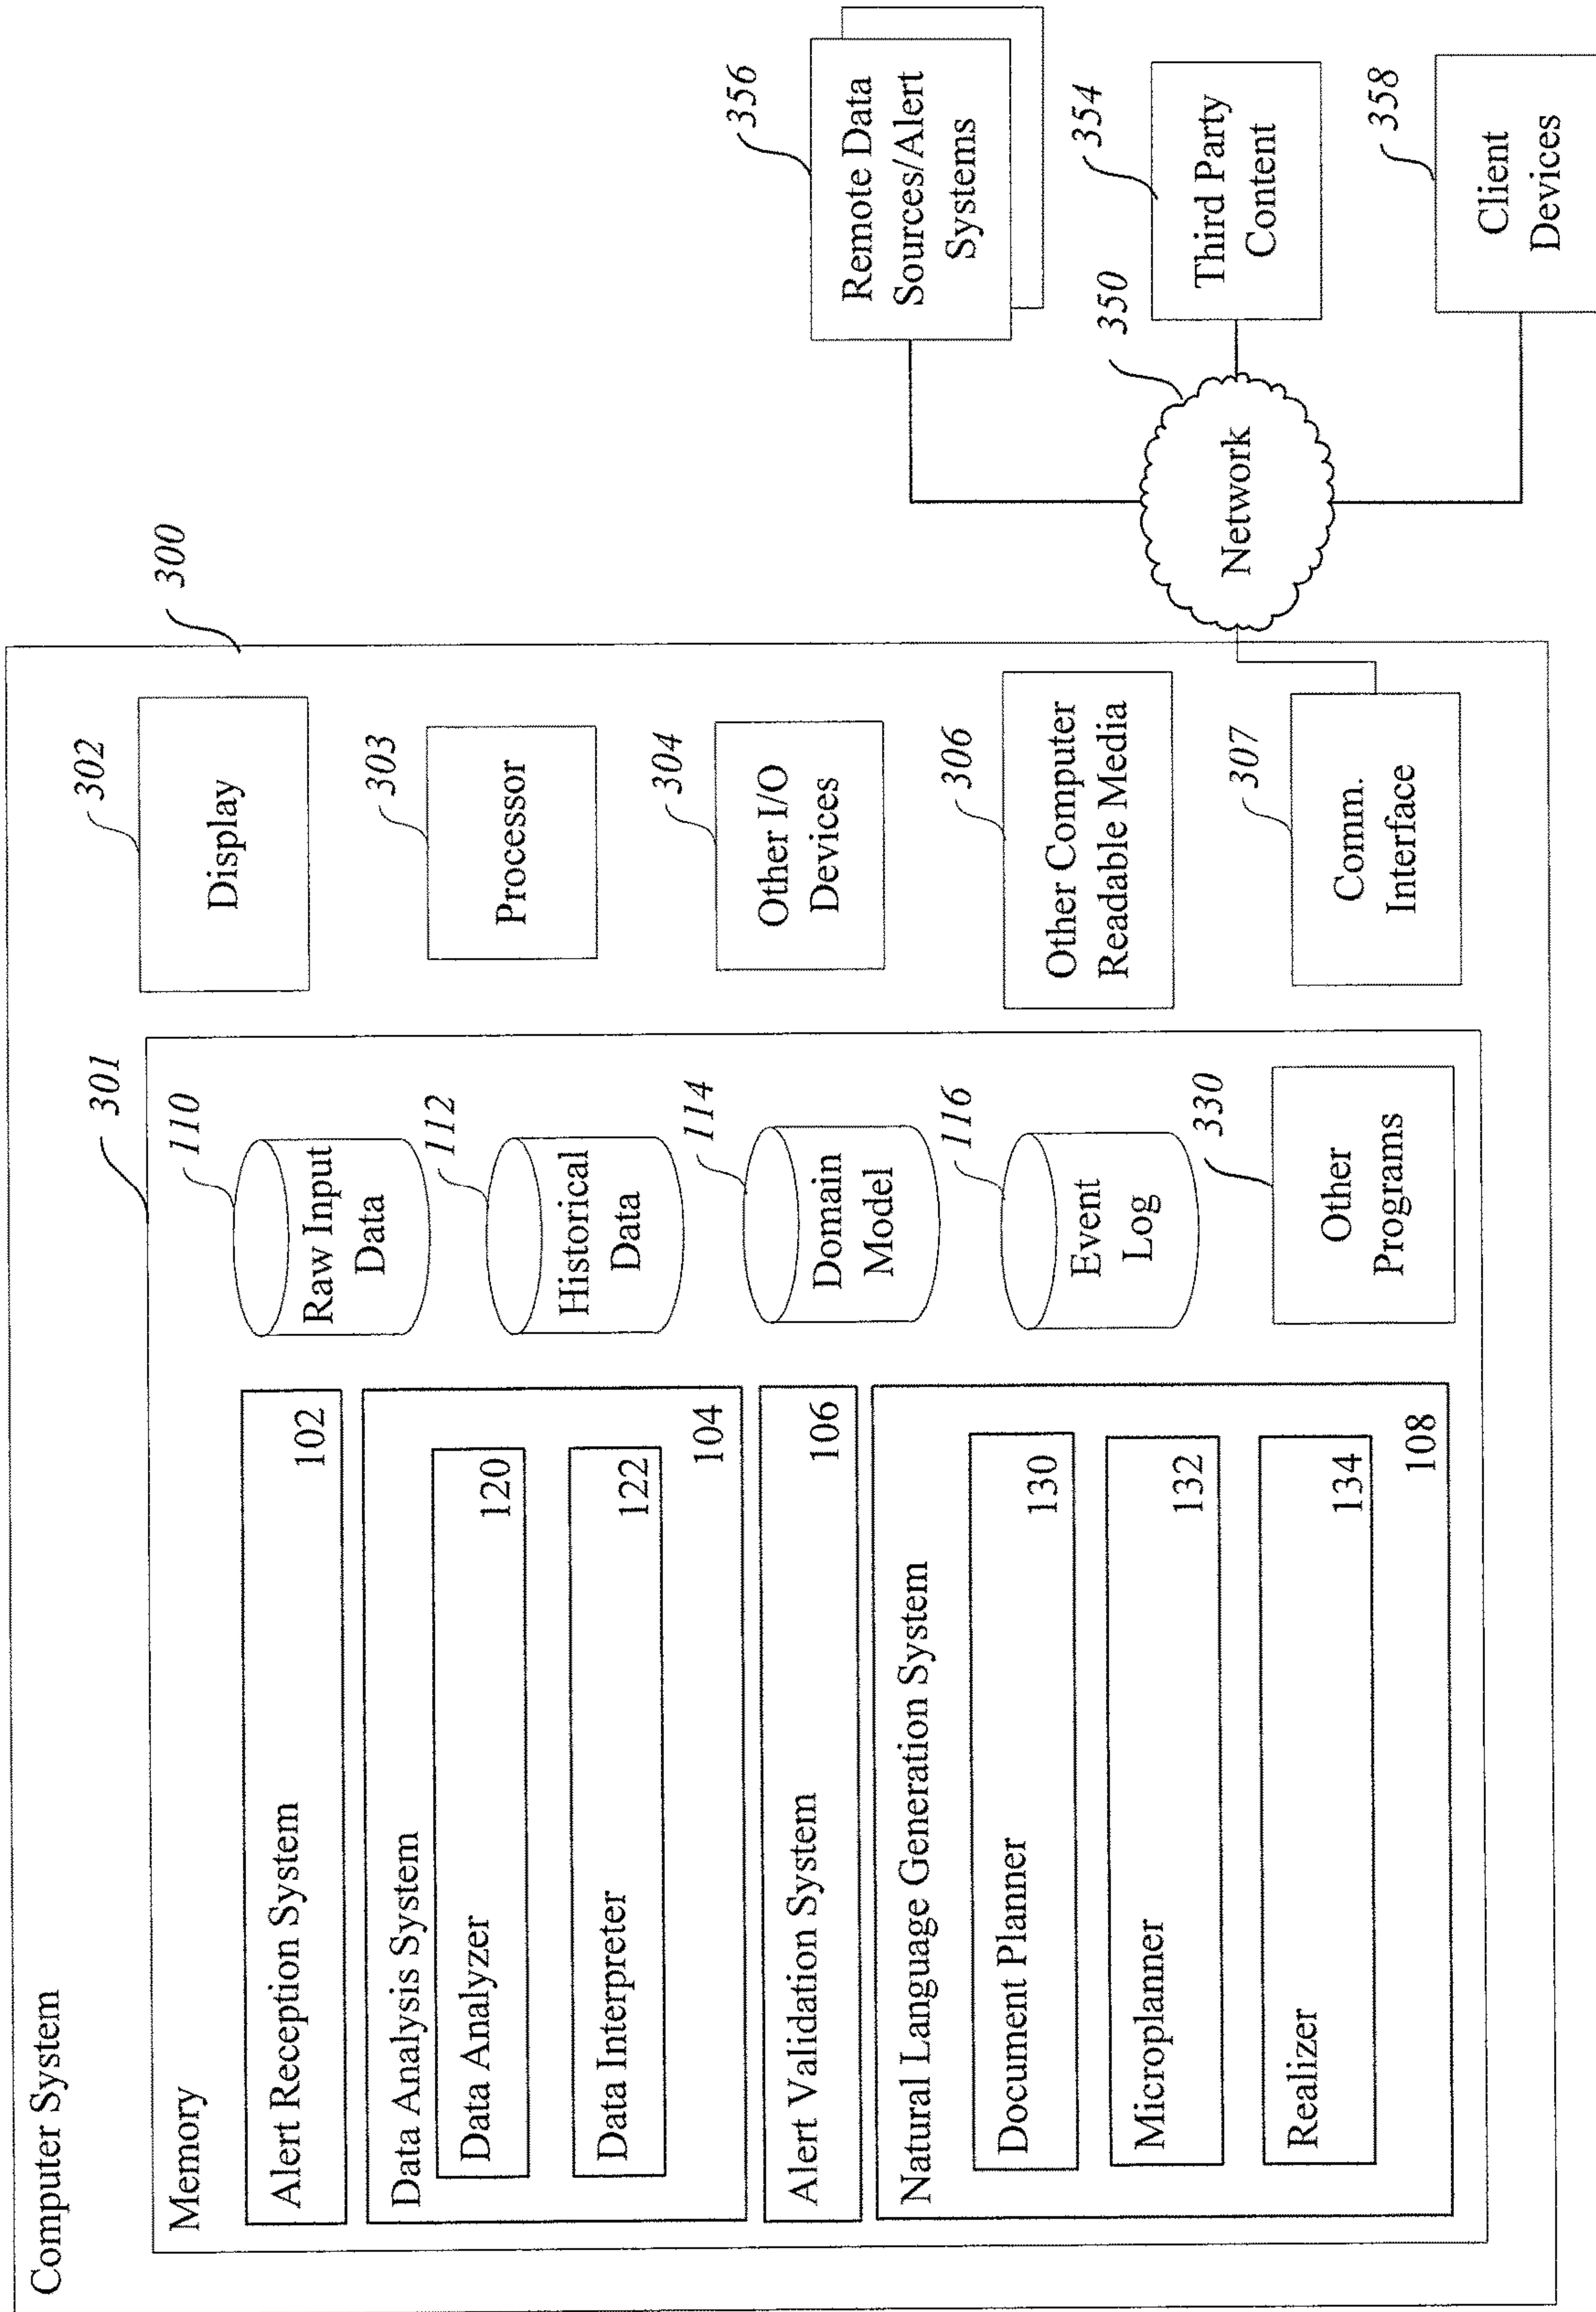 Computer System
300
Memory
301
Alert Reception System
102
Data Analysis System
Data Analyzer
120
Data Interpreter
122
104
Alert Validation System
106
Natural Language Generation System
Document Planner
130
Microplanner
132
Realizer
134
108
110
Raw Input
Data
112
Historical
Data
114
Domain
Model
116
Event
Log
330
Other
Programs
302
Display
303
Processor
304
Other I/O
Devices
306
Other Computer
Readable Media
307
Comm.
Interface
350
Network
356
Remote Data
Sources/Alert
Systems
354
Third Party
Content
358
Client
Devices